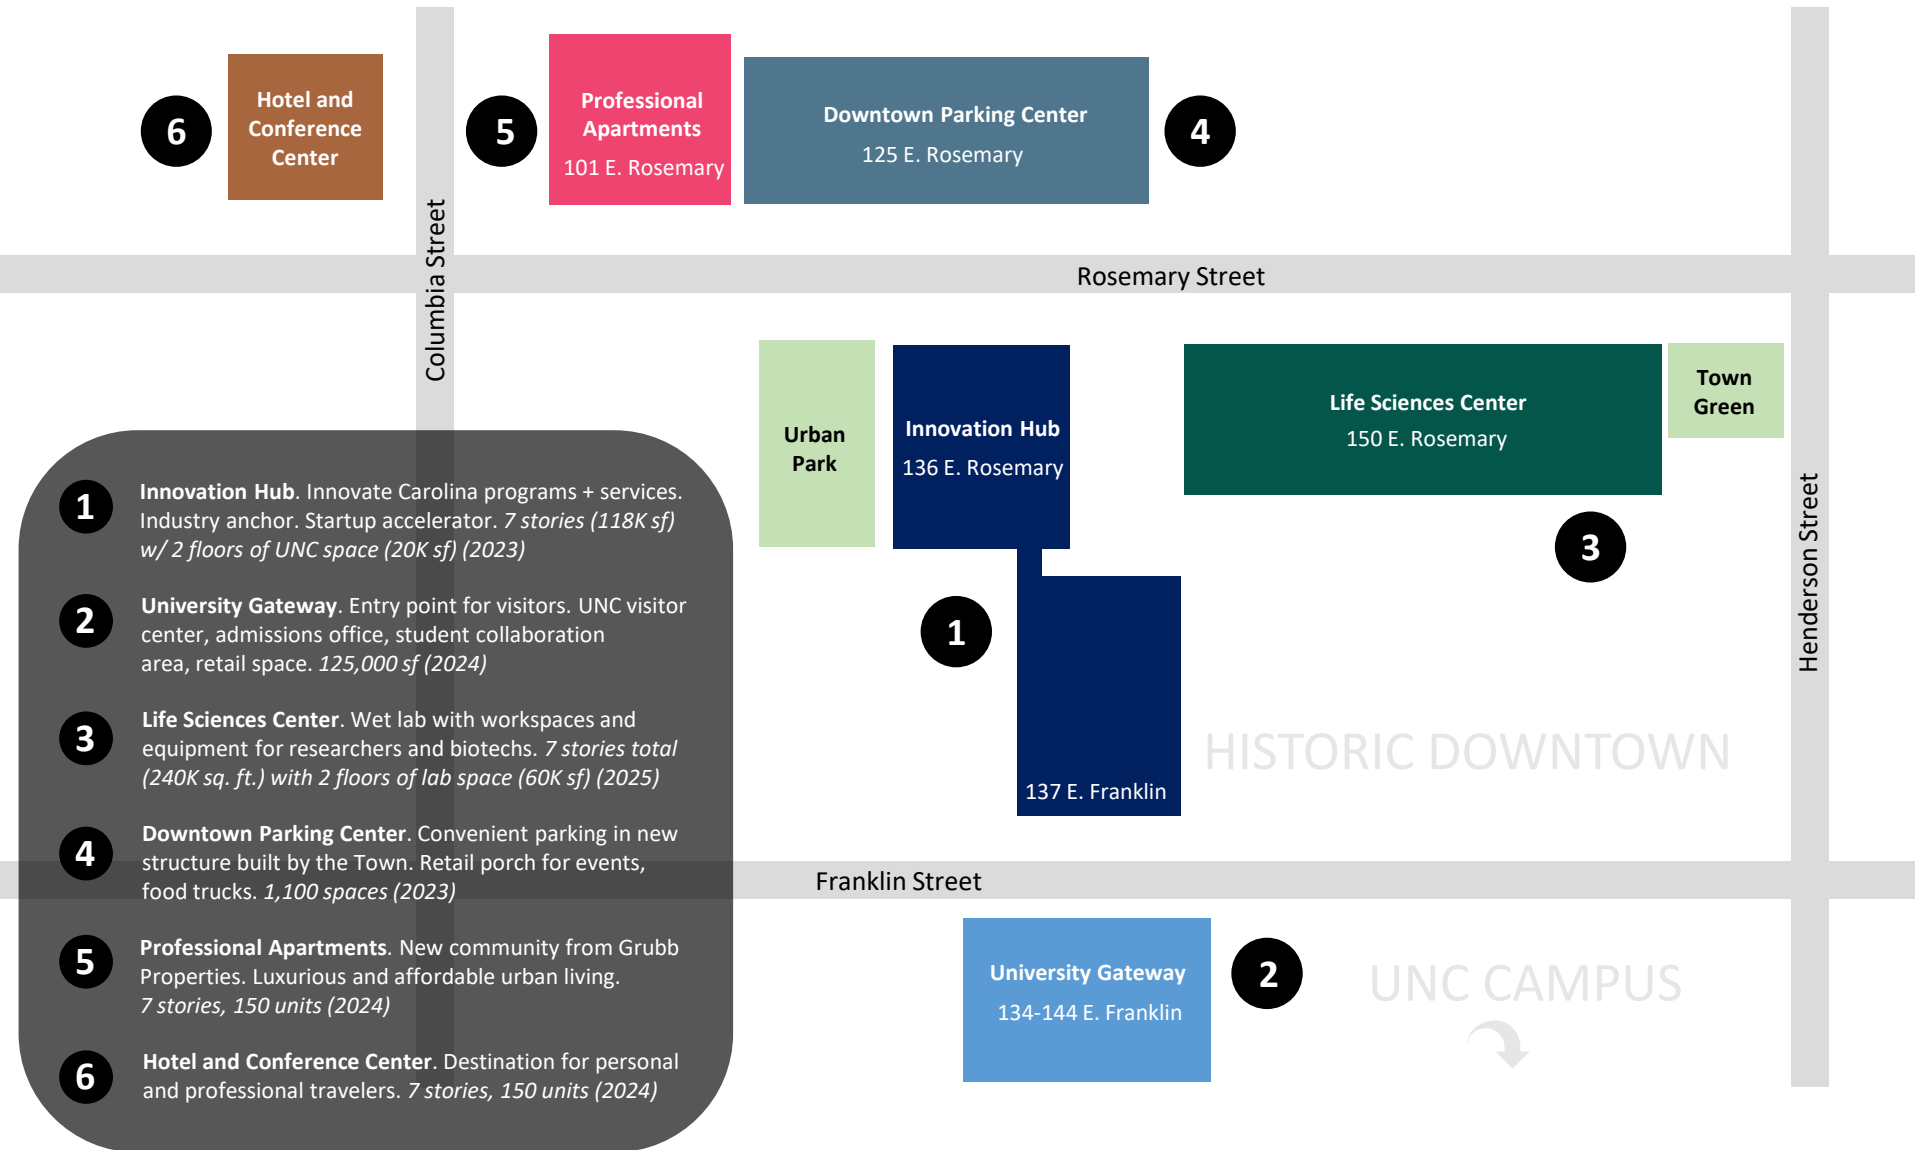 6
Hotel and
Conference
Center
5
Professional
Apartments
101 E. Rosemary
Downtown Parking Center
125 E. Rosemary
4
Columbia Street
Rosemary Street
Urban
Park
Innovation Hub
136 E. Rosemary
Life Sciences Center
150 E. Rosemary
Town
Green
3
Henderson Street
1
137 E. Franklin
HISTORIC DOWNTOWN
Franklin Street
University Gateway
134-144 E. Franklin
2
UNC CAMPUS
1
Innovation Hub. Innovate Carolina programs + services.
Industry anchor. Startup accelerator. 7 stories (118K sf)
w/ 2 floors of UNC space (20K sf) (2023)
2
University Gateway. Entry point for visitors. UNC visitor
center, admissions office, student collaboration
area, retail space. 125,000 sf (2024)
3
Life Sciences Center. Wet lab with workspaces and
equipment for researchers and biotechs. 7 stories total
(240K sq. ft.) with 2 floors of lab space (60K sf) (2025)
4
Downtown Parking Center. Convenient parking in new
structure built by the Town. Retail porch for events,
food trucks. 1,100 spaces (2023)
5
Professional Apartments. New community from Grubb
Properties. Luxurious and affordable urban living.
7 stories, 150 units (2024)
6
Hotel and Conference Center. Destination for personal
and professional travelers. 7 stories, 150 units (2024)